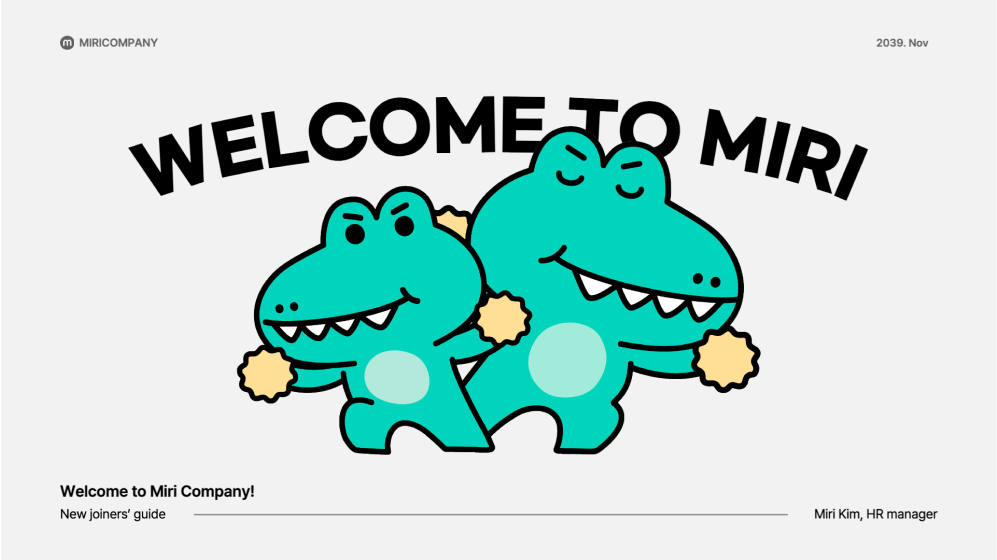 m MIRICOMPANY
2039. Nov
WELCOME TO MIRI
Welcome to Miri Company!
New joiners’ guide
Miri Kim, HR manager